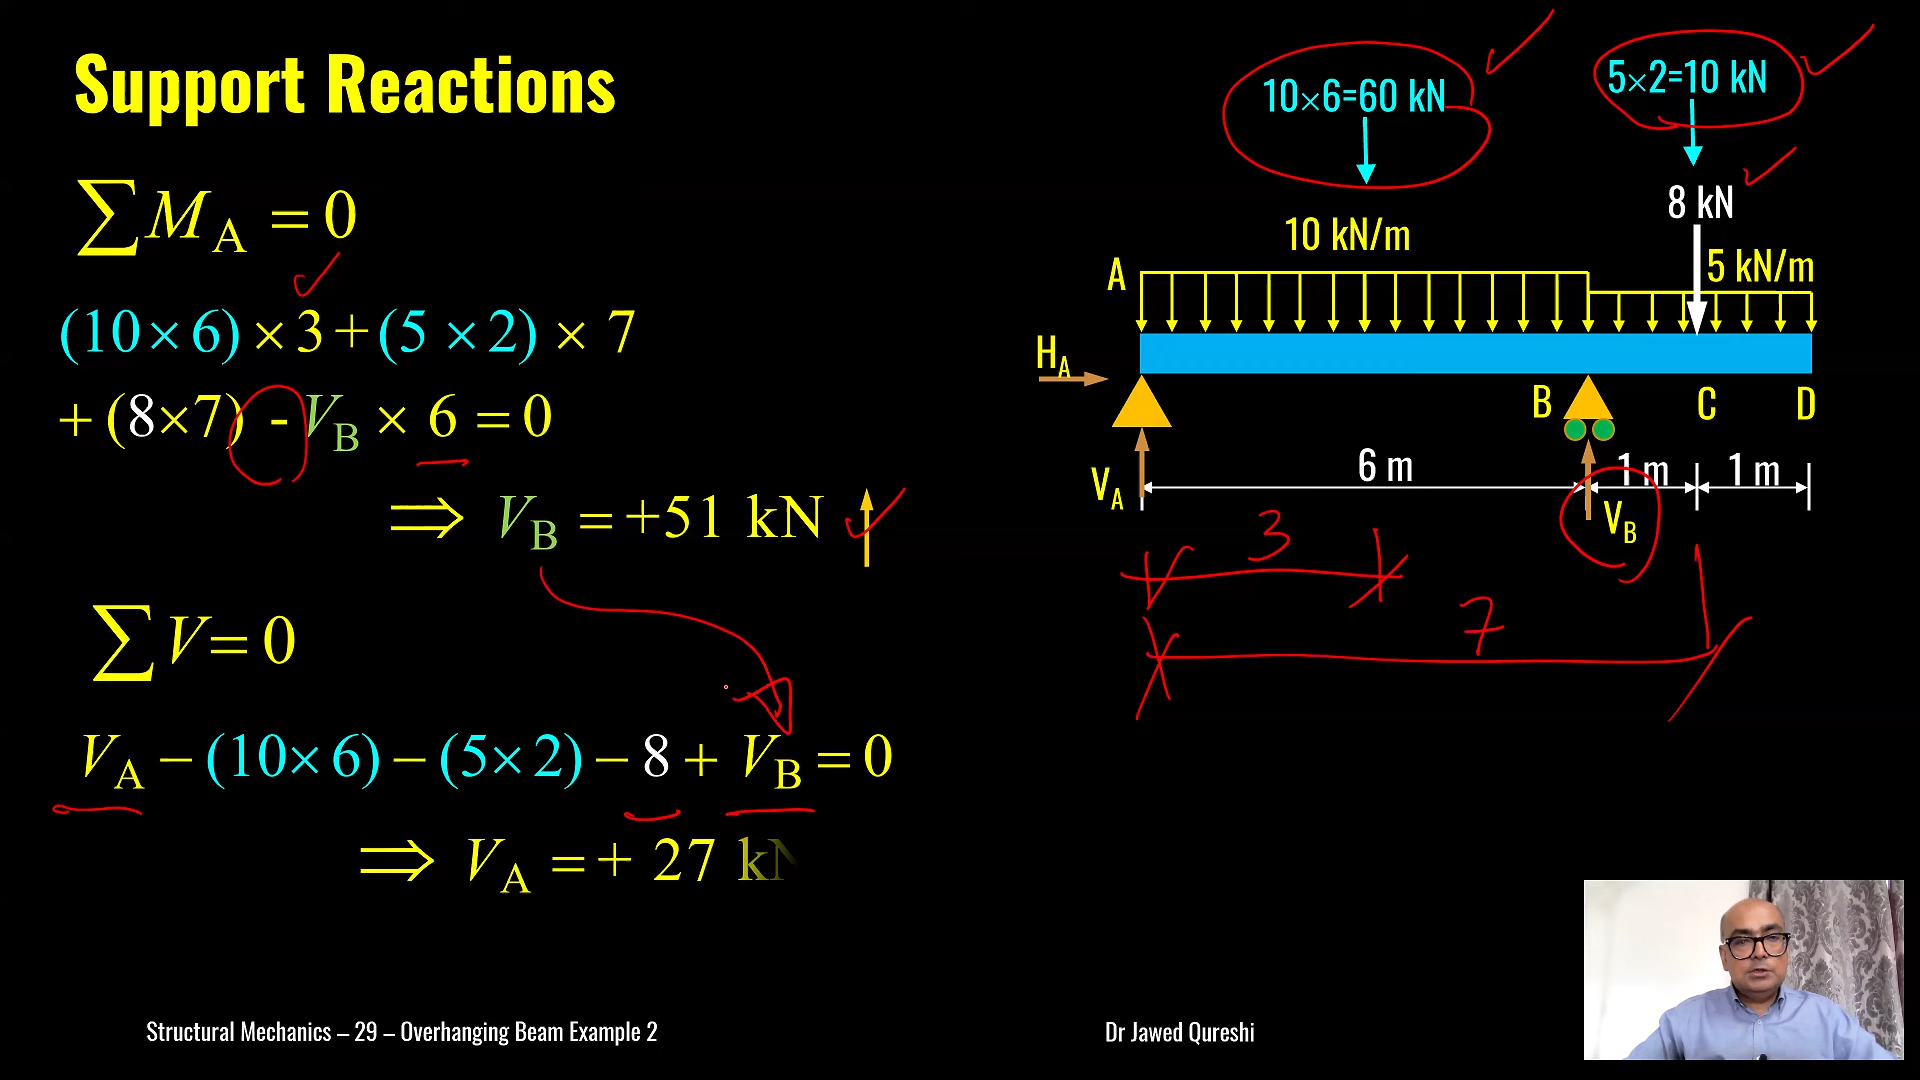 Support Reactions
∑M_A = 0
(10×6)×3+(5×2)×7
+(8×7)-V_B×6=0
⇒ V_B = +51 kN
∑V=0
V_A−(10×6)−(5×2)−8+V_B=0
⇒ V_A = + 27 kN
10×6=60 kN
5×2=10 kN
8 kN
10 kN/m
5 kN/m
A
H_A
B
C
D
V_A
6 m
1 m
1 m
V_B
3
7
Structural Mechanics – 29 – Overhanging Beam Example 2
Dr Jawed Qureshi